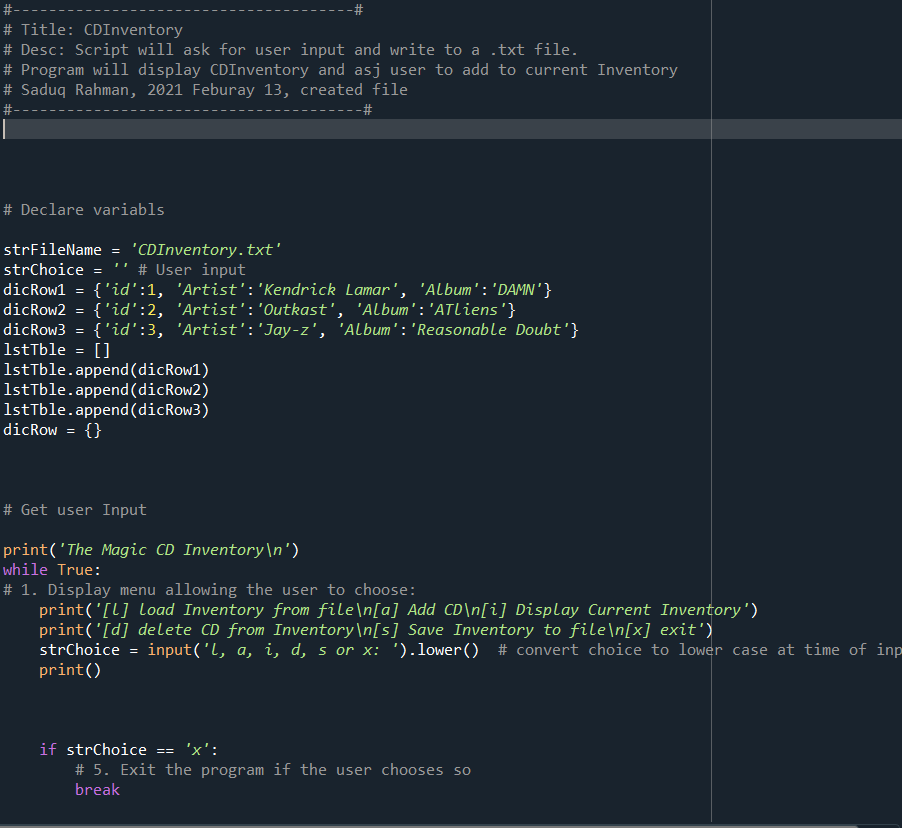 #--------------------------------------#
# Title: CDInventory
# Desc: Script will ask for user input and write to a .txt file.
# Program will display CDInventory and asj user to add to current Inventory
# Saduq Rahman, 2021 Feburay 13, created file
#---------------------------------------#
# Declare variabls
strFileName = 'CDInventory.txt'
strChoice = '' # User input
dicRow1 = {'id':1, 'Artist':'Kendrick Lamar', 'Album':'DAMN'}
dicRow2 = {'id':2, 'Artist':'Outkast', 'Album':'ATliens'}
dicRow3 = {'id':3, 'Artist':'Jay-z', 'Album':'Reasonable Doubt'}
lstTble = []
lstTble.append(dicRow1)
lstTble.append(dicRow2)
lstTble.append(dicRow3)
dicRow = {}
# Get user Input
print('The Magic CD Inventory\n')
while True:
# 1. Display menu allowing the user to choose:
    print('[l] load Inventory from file\n[a] Add CD\n[i] Display Current Inventory')
    print('[d] delete CD from Inventory\n[s] Save Inventory to file\n[x] exit')
    strChoice = input('l, a, i, d, s or x: ').lower()  # convert choice to lower case at time of inp
    print()
    if strChoice == 'x':
        # 5. Exit the program if the user chooses so
        break